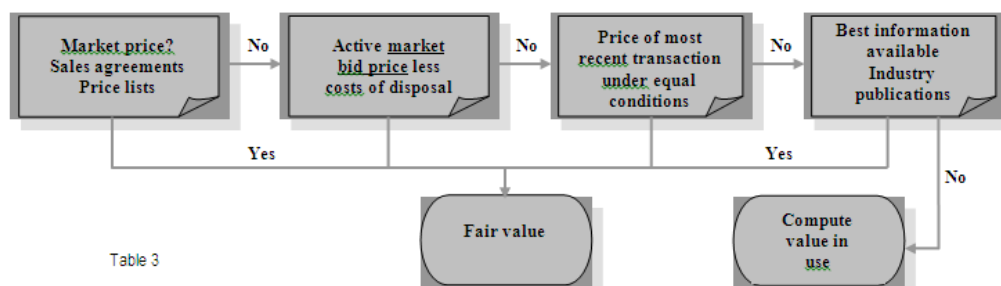 Market price?
Sales agreements
Price lists
No
Active market
bid price less
costs of disposal
No
Price of most
recent transaction
under equal
conditions
No
Best information
available
Industry
publications
Yes
Yes
No
Fair value
Compute
value in
use
Table 3